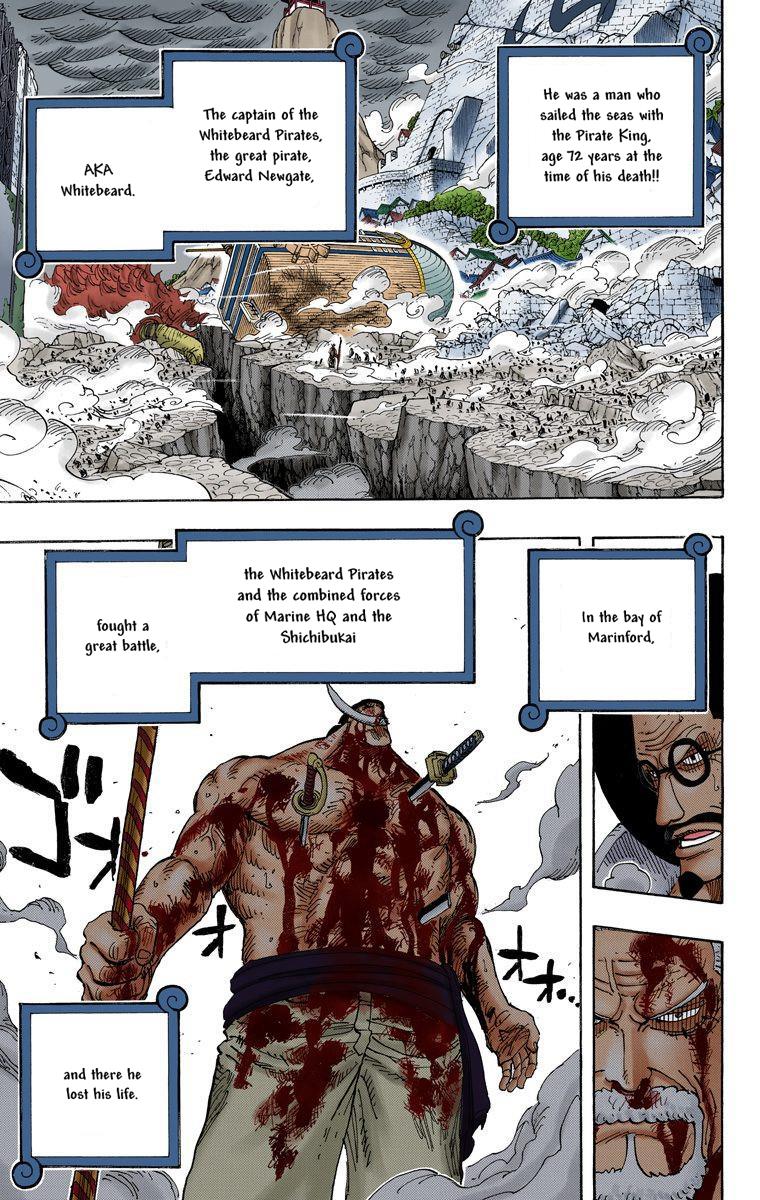 He was a man who
sailed the seas with
the Pirate King,
age 72 years at the
time of his death!!
The captain of the
Whitebeard Pirates,
the great pirate,
Edward Newgate,
AKA
Whitebeard.
In the bay of
Marinford,
the Whitebeard Pirates
and the combined forces
of Marine HQ and the
Shichibukai
fought a
great battle,
ゴォ
オ
オォ...
and there he
lost his life.